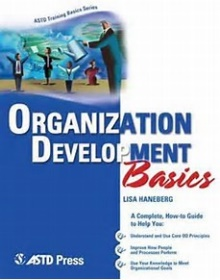 ASTD Training Basics Series
ORGANIZATION
DEVELOPMENT
Basics
LISA HANEBERG
A Complete, How-to Guide
to Help You:
Understand and Use Core OD Principles
Improve How People
and Processes Perform
Use Your Knowledge to Meet
Organizational Goals
ASTD Press